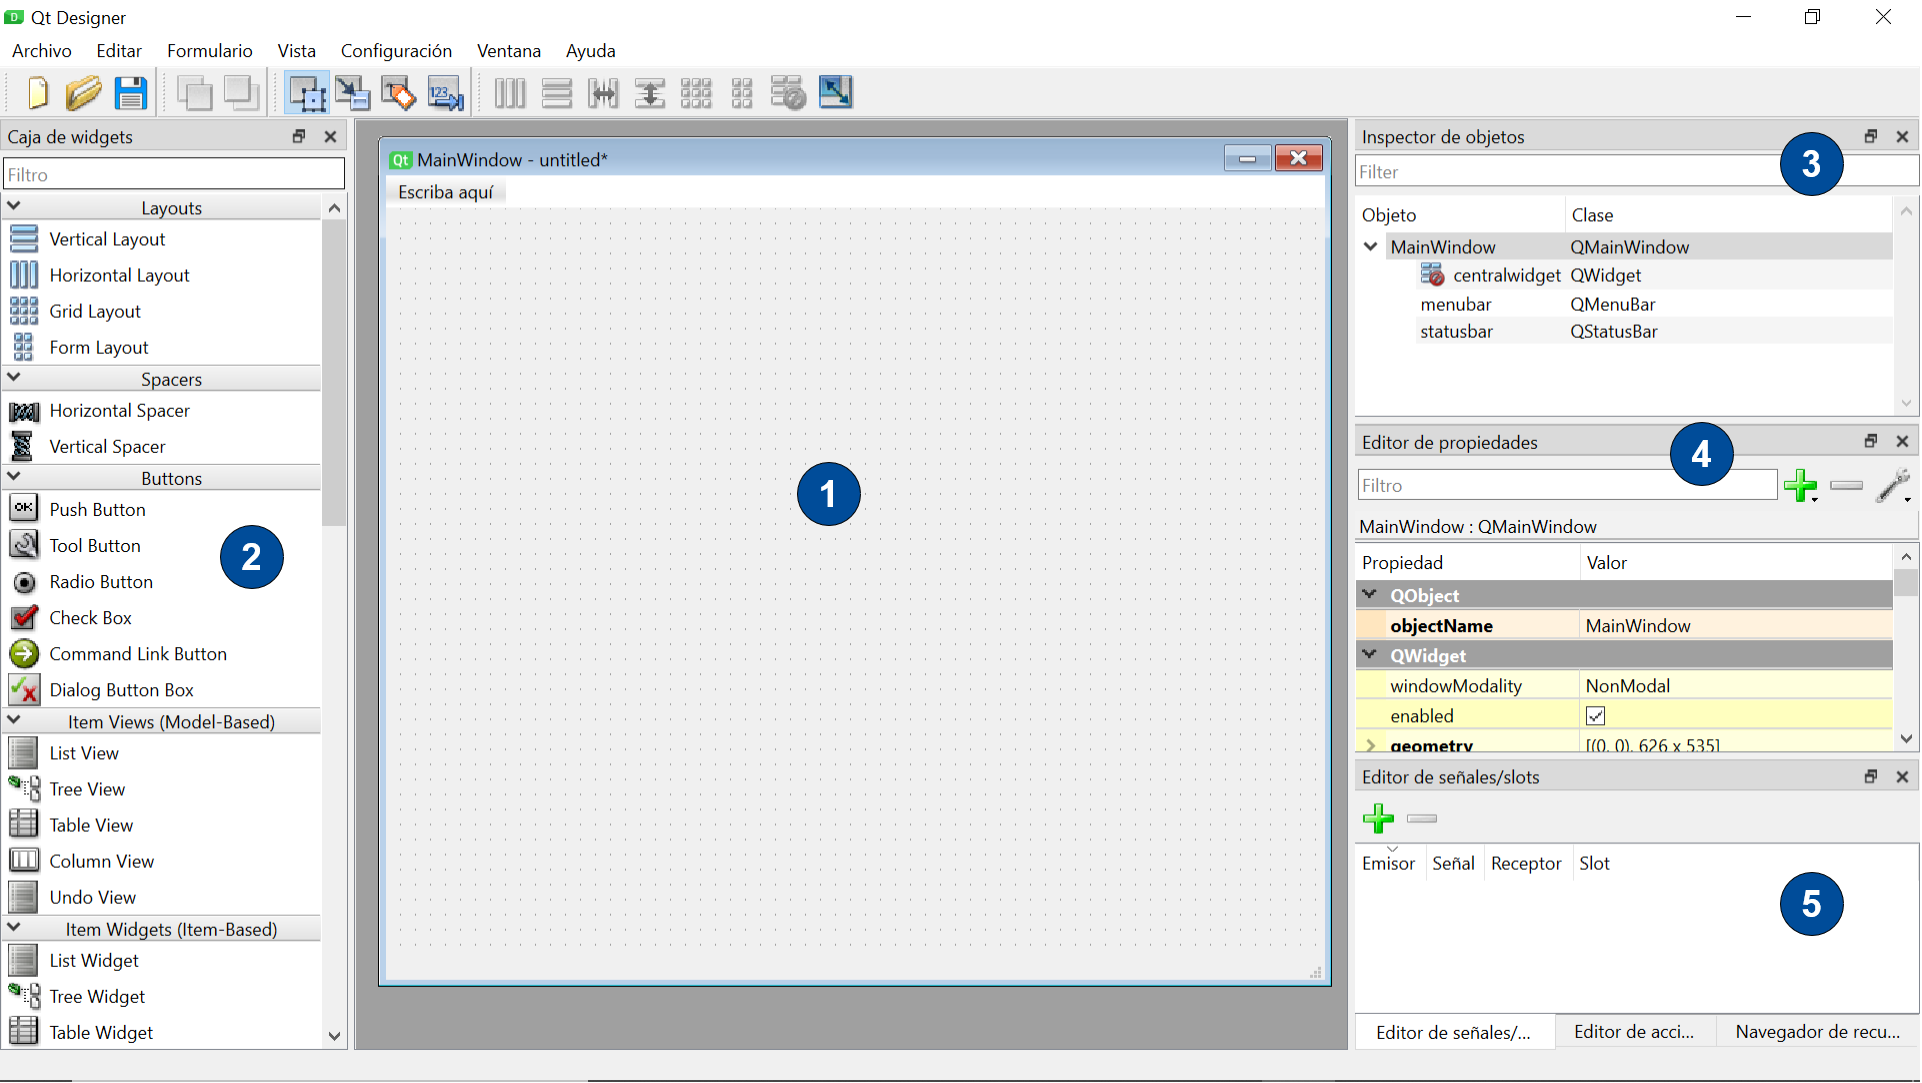 Qt Designer
Archivo Editar Formulario Vista Configuración Ventana Ayuda
Caja de widgets
Filtro
Layouts
Vertical Layout
Horizontal Layout
Grid Layout
Form Layout
Spacers
Horizontal Spacer
Vertical Spacer
Buttons
OK Push Button
Tool Button
Radio Button
Check Box
Command Link Button
Dialog Button Box
Item Views (Model-Based)
List View
Tree View
Table View
Column View
Undo View
Item Widgets (Item-Based)
List Widget
Tree Widget
Table Widget
2
123
Qt MainWindow - untitled*
Escriba aquí
1
Inspector de objetos
3
Filter
Objeto Clase
MainWindow QMainWindow
centralwidget QWidget
menubar QMenuBar
statusbar QStatusBar
Editor de propiedades
4
Filtro
MainWindow : QMainWindow
Propiedad Valor
QObject
objectName MainWindow
QWidget
windowModality NonModal
enabled
geometry [(0, 0), 626 x 535]
Editor de señales/slots
Emisor Señal Receptor Slot
5
Editor de señales/... Editor de acci... Navegador de recu...